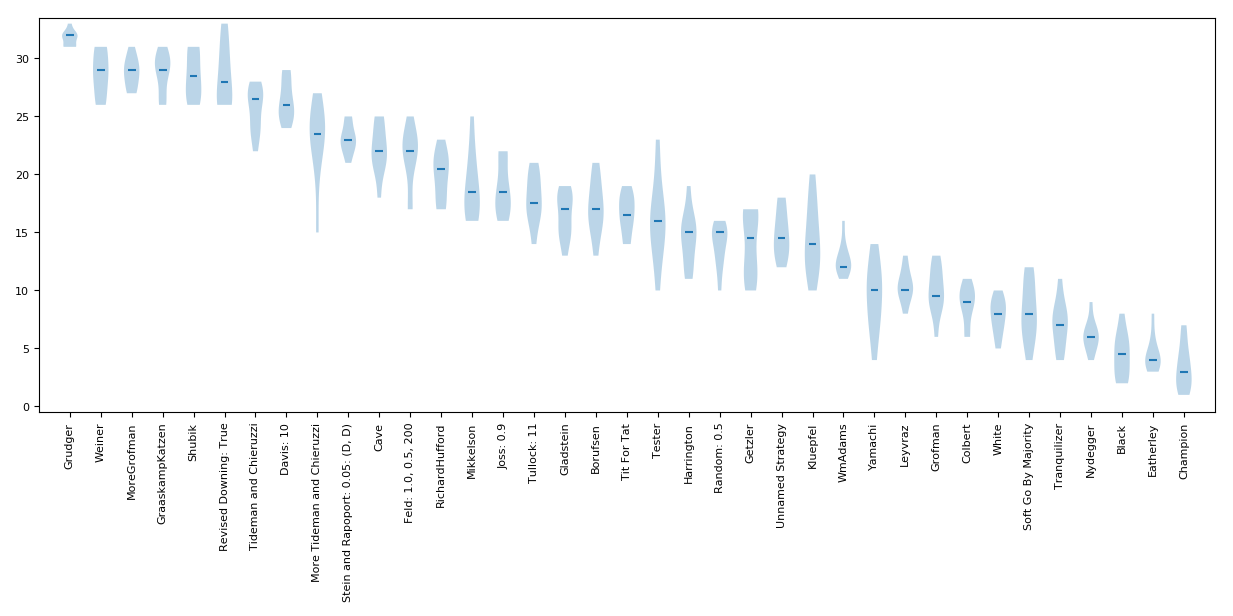 30
25
20
15
10
5
0
Grudger
Weiner
MoreGrofman
GraaskampKatzen
Shubik
Revised Downing: True
Tideman and Chieruzzi
Davis: 10
More Tideman and Chieruzzi
Stein and Rapoport: 0.05: (D, D)
Cave
Feld: 1.0, 0.5, 200
RichardHufford
Mikkelson
Joss: 0.9
Tullock: 11
Gladstein
Borufsen
Tit For Tat
Tester
Harrington
Random: 0.5
Getzler
Unnamed Strategy
Kluepfel
WmAdams
Yamachi
Leyvraz
Grofman
Colbert
White
Soft Go By Majority
Tranquilizer
Nydegger
Black
Eatherley
Champion